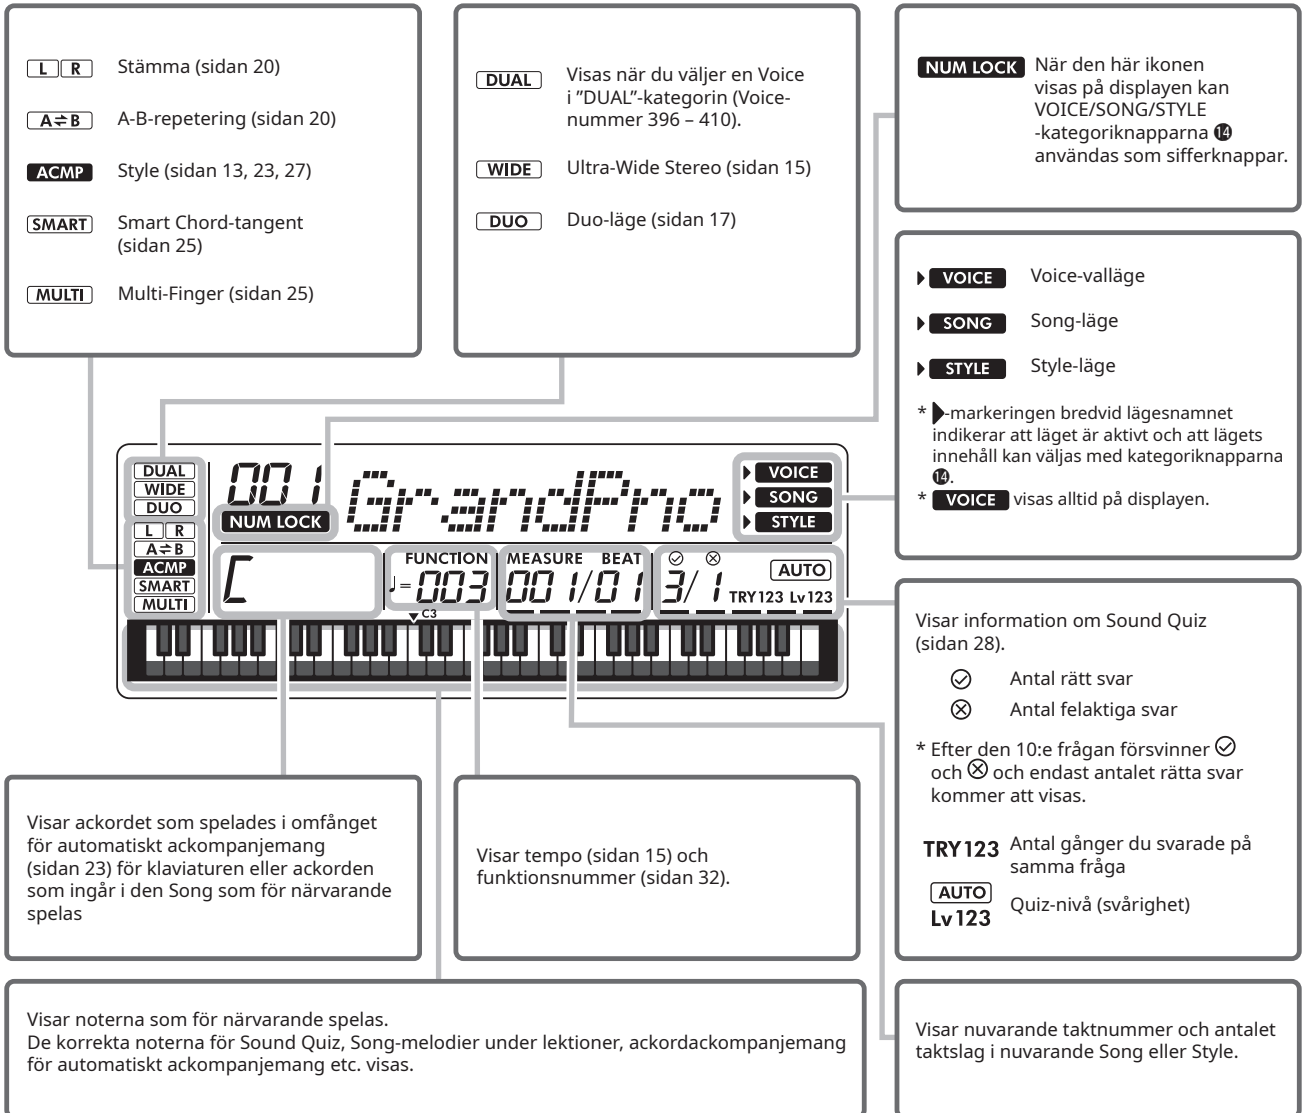 L R Stämma (sidan 20)
A⇌B A-B-repetering (sidan 20)
ACMP Style (sidan 13, 23, 27)
SMART Smart Chord-tangent
(sidan 25)
MULTI Multi-Finger (sidan 25)
DUAL Visas när du väljer en Voice
i ”DUAL”-kategorin (Voice-
nummer 396 – 410).
WIDE Ultra-Wide Stereo (sidan 15)
DUO Duo-läge (sidan 17)
NUM LOCK När den här ikonen
visas på displayen kan
VOICE/SONG/STYLE
-kategoriknapparna ⓮
användas som sifferknappar.
VOICE Voice-valläge
SONG Song-läge
STYLE Style-läge
* -markeringen bredvid lägesnamnet
indikerar att läget är aktivt och att lägets
innehåll kan väljas med kategoriknapparna
⓮.
* VOICE visas alltid på displayen.
DUAL
WIDE
DUO
L R
A⇌B
ACMP
SMART
MULTI
001
NUM LOCK
GrandPno
VOICE
SONG
STYLE
C
FUNCTION
♩= 003
MEASURE BEAT
001/01
3/ 1
AUTO
TRY123 Lv123
C3
Visar information om Sound Quiz
(sidan 28).
Antal rätt svar
Antal felaktiga svar
* Efter den 10:e frågan försvinner
och och endast antalet rätta svar
kommer att visas.
TRY123 Antal gånger du svarade på
samma fråga
AUTO
Lv123 Quiz-nivå (svårighet)
Visar ackordet som spelades i omfånget
för automatiskt ackompanjemang
(sidan 23) för klaviaturen eller ackorden
som ingår i den Song som för närvarande
spelas
Visar tempo (sidan 15) och
funktionsnummer (sidan 32).
Visar noterna som för närvarande spelas.
De korrekta noterna för Sound Quiz, Song-melodier under lektioner, ackordackompanjemang
för automatiskt ackompanjemang etc. visas.
Visar nuvarande taktnummer och antalet
taktslag i nuvarande Song eller Style.